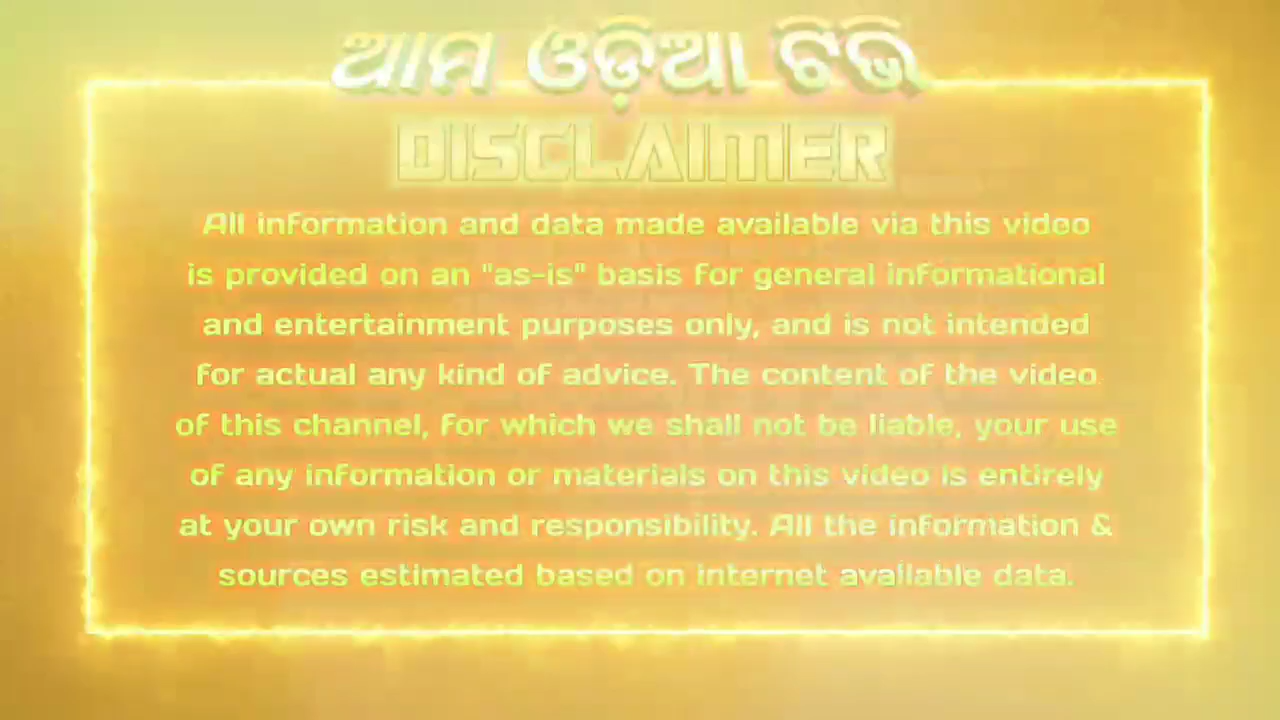 ଆମ ଓଡ଼ିଆ ଟିଭି
DISCLAIMER
All information and data made available via this video
is provided on an "as-is" basis for general informational
and entertainment purposes only, and is not intended
for actual any kind of advice. The content of the video
of this channel, for which we shall not be liable, your use
of any information or materials on this video is entirely
at your own risk and responsibility. All the information &
sources estimated based on internet available data.